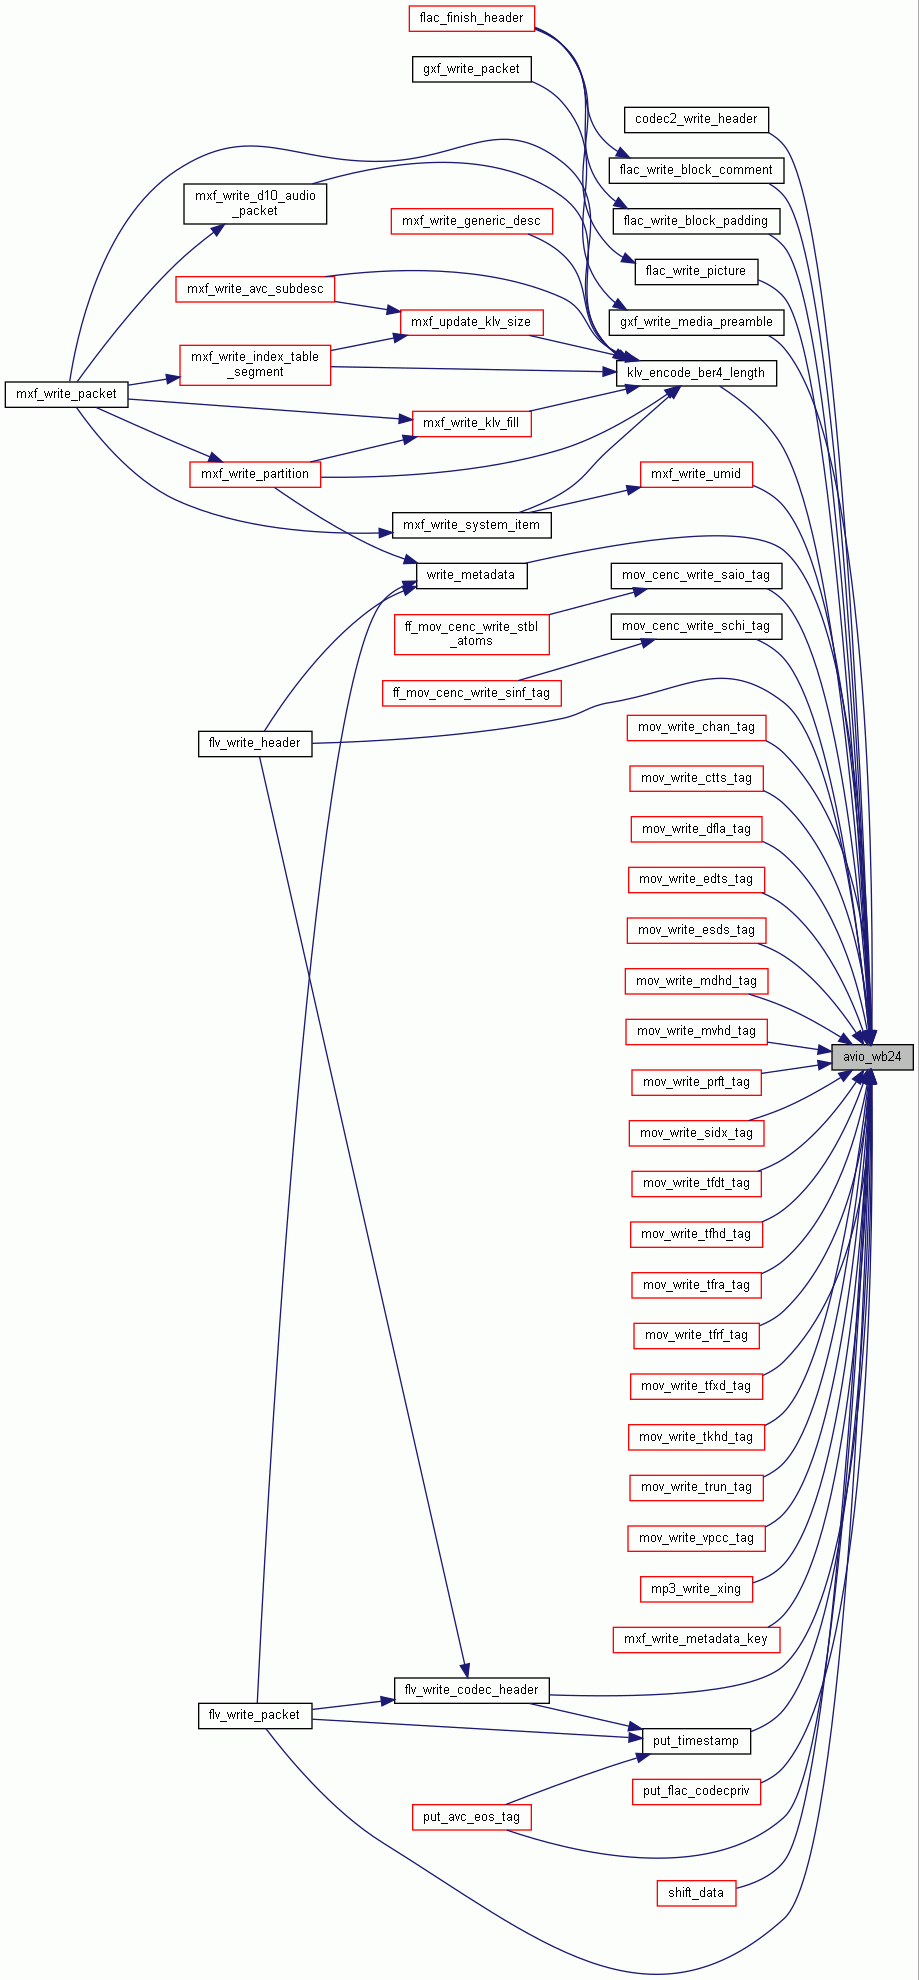 flac_finish_header
gxf_write_packet
codec2_write_header
flac_write_block_comment
mxf_write_d10_audio
_packet
mxf_write_generic_desc
flac_write_block_padding
flac_write_picture
mxf_write_avc_subdesc
mxf_update_klv_size
gxf_write_media_preamble
mxf_write_index_table
_segment
klv_encode_ber4_length
mxf_write_packet
mxf_write_klv_fill
mxf_write_partition
mxf_write_umid
mxf_write_system_item
write_metadata
mov_cenc_write_saio_tag
ff_mov_cenc_write_stbl
_atoms
mov_cenc_write_schi_tag
ff_mov_cenc_write_sinf_tag
flv_write_header
mov_write_chan_tag
mov_write_ctts_tag
mov_write_dfla_tag
mov_write_edts_tag
mov_write_esds_tag
mov_write_mdhd_tag
mov_write_mvhd_tag
avio_wb24
mov_write_prft_tag
mov_write_sidx_tag
mov_write_tfdt_tag
mov_write_tfhd_tag
mov_write_tfra_tag
mov_write_tfrf_tag
mov_write_tfxd_tag
mov_write_tkhd_tag
mov_write_trun_tag
mov_write_vpcc_tag
mp3_write_xing
mxf_write_metadata_key
flv_write_codec_header
flv_write_packet
put_timestamp
put_flac_codecpriv
put_avc_eos_tag
shift_data